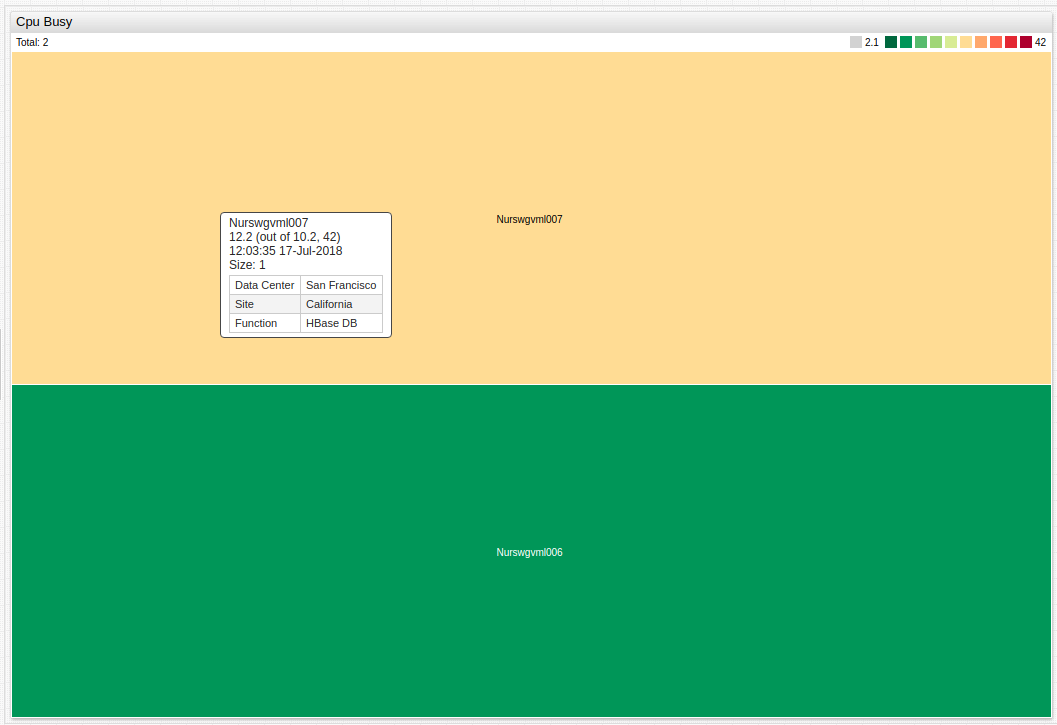 Cpu Busy
Total: 2
2.1
42
Nurswgvml007
Nurswgvml007
12.2 (out of 10.2, 42)
12:03:35 17-Jul-2018
Size: 1
Data Center San Francisco
Site California
Function HBase DB
Nurswgvml006